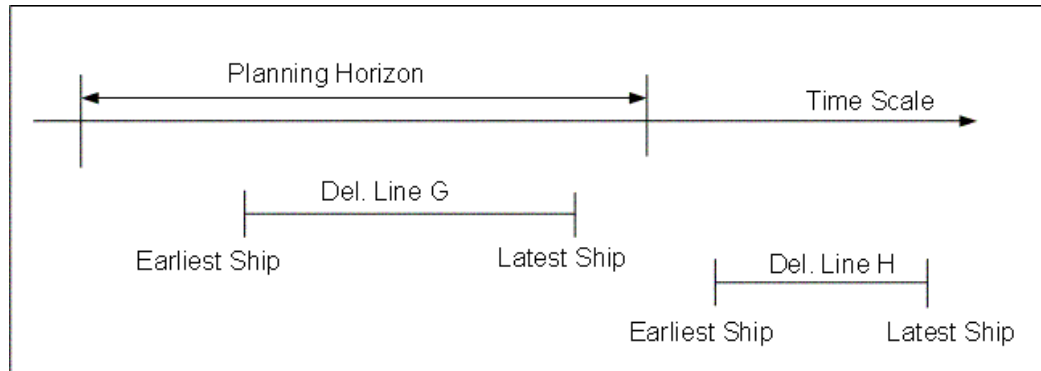 Planning Horizon
Time Scale
Del. Line G
Earliest Ship
Latest Ship
Del. Line H
Earliest Ship
Latest Ship